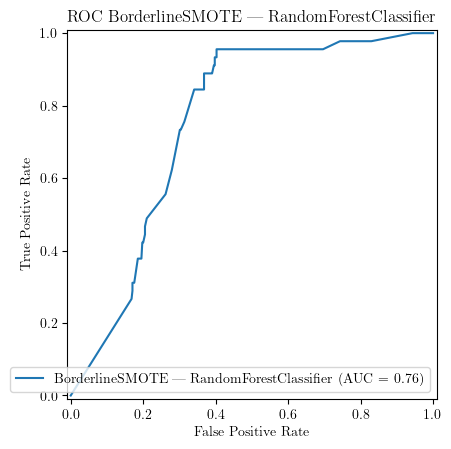 ROC BorderlineSMOTE — RandomForestClassifier
1.0
0.8
0.6
0.4
0.2
0.0
True Positive Rate
BorderlineSMOTE — RandomForestClassifier (AUC = 0.76)
0.0 0.2 0.4 0.6 0.8 1.0
False Positive Rate